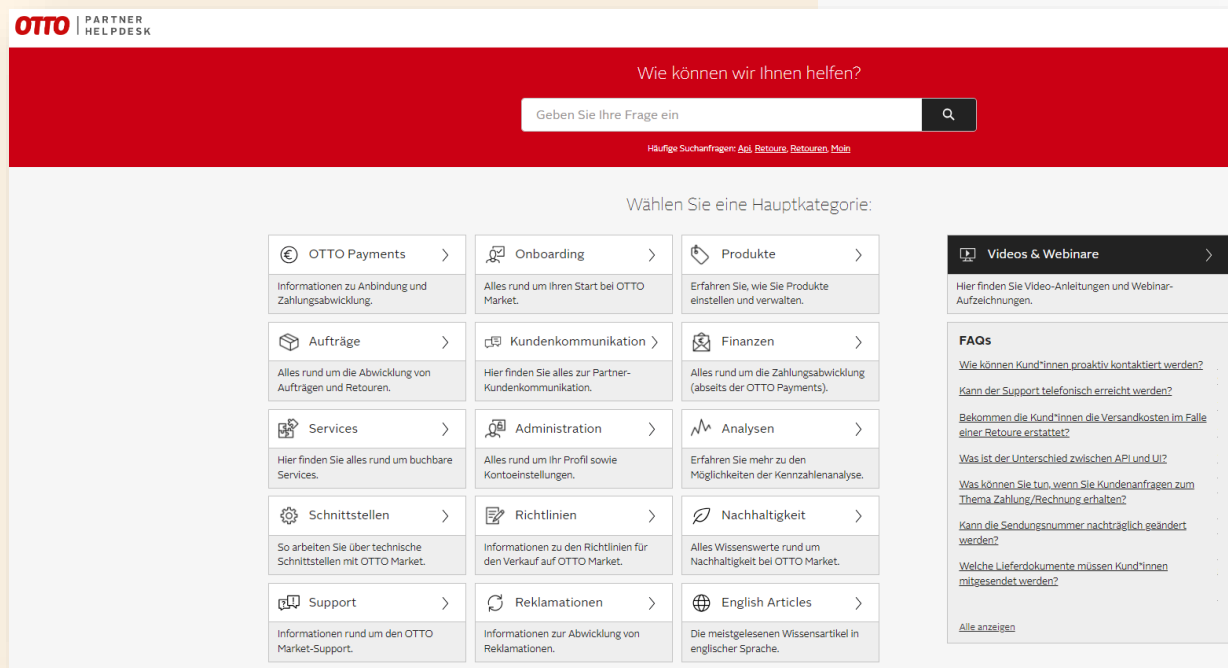 OTTO PARTNER
HELPDESK
Wie können wir Ihnen helfen?
Geben Sie Ihre Frage ein
Häufige Suchanfragen: Api, Retoure, Retouren, Moin
Wählen Sie eine Hauptkategorie:
OTTO Payments
Informationen zu Anbindung und
Zahlungsabwicklung.
Onboarding
Alles rund um Ihren Start bei OTTO
Market.
Produkte
Erfahren Sie, wie Sie Produkte
einstellen und verwalten.
Aufträge
Alles rund um die Abwicklung von
Aufträgen und Retouren.
Kundenkommunikation
Hier finden Sie alles zur Partner-
Kundenkommunikation.
Finanzen
Alles rund um die Zahlungsabwicklung
(abseits der OTTO Payments).
Services
Hier finden Sie alles rund um buchbare
Services.
Administration
Alles rund um Ihr Profil sowie
Kontoeinstellungen.
Analysen
Erfahren Sie mehr zu den
Möglichkeiten der Kennzahlenanalyse.
Schnittstellen
So arbeiten Sie über technische
Schnittstellen mit OTTO Market.
Richtlinien
Informationen zu den Richtlinien für
den Verkauf auf OTTO Market.
Nachhaltigkeit
Alles Wissenswerte rund um
Nachhaltigkeit bei OTTO Market.
Support
Informationen rund um den OTTO
Market-Support.
Reklamationen
Informationen zur Abwicklung von
Reklamationen.
English Articles
Die meistgelesenen Wissensartikel in
englischer Sprache.
Videos & Webinare
Hier finden Sie Video-Anleitungen und Webinar-
Aufzeichnungen.
FAQs
Wie können Kund*innen proaktiv kontaktiert werden?
Kann der Support telefonisch erreicht werden?
Bekommen die Kund*innen die Versandkosten im Falle
einer Retoure erstattet?
Was ist der Unterschied zwischen API und UI?
Was können Sie tun, wenn Sie Kundenanfragen zum
Thema Zahlung/Rechnung erhalten?
Kann die Sendungsnummer nachträglich geändert
werden?
Welche Lieferdokumente müssen Kund*innen
mitgesendet werden?
Alle anzeigen